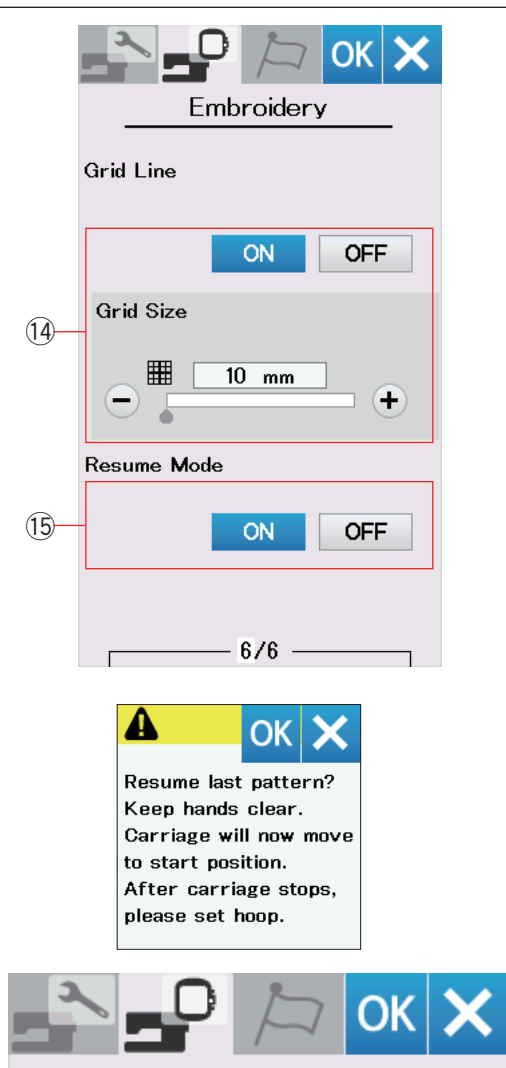 OK
Embroidery
Grid Line
ON OFF
Grid Size
⑭
10 mm
Resume Mode
⑮
ON OFF
6/6
OK
Resume last pattern?
Keep hands clear.
Carriage will now move
to start position.
After carriage stops,
please set hoop.
OK